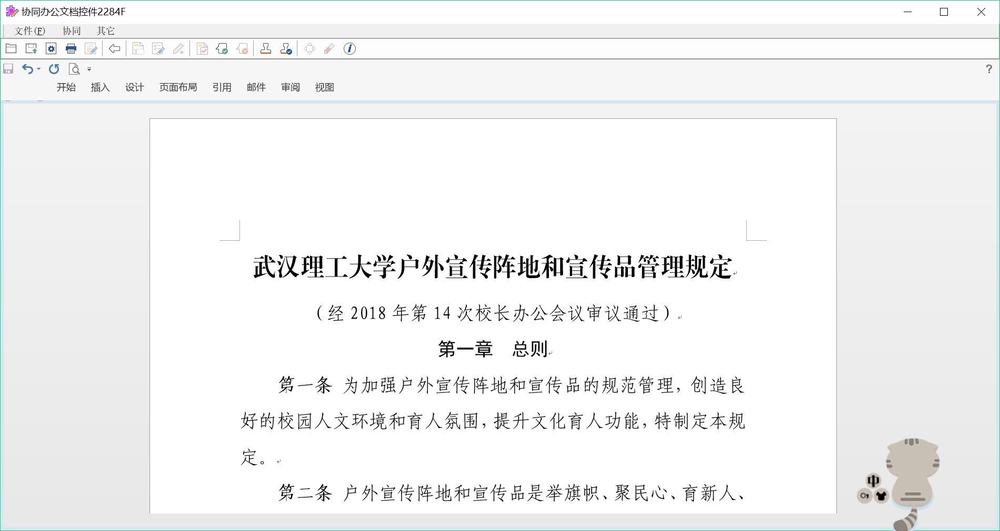 协同办公文档控件2284F
文件(F) 协同 其它
?
开始 插入 设计 页面布局 引用 邮件 审阅 视图
武汉理工大学户外宣传阵地和宣传品管理规定
（经 2018 年第 14 次校长办公会议审议通过）
第一章 总则
第一条 为加强户外宣传阵地和宣传品的规范管理，创造良
好的校园人文环境和育人氛围，提升文化育人功能，特制定本规
定。
第二条 户外宣传阵地和宣传品是举旗帜、聚民心、育新人、
中